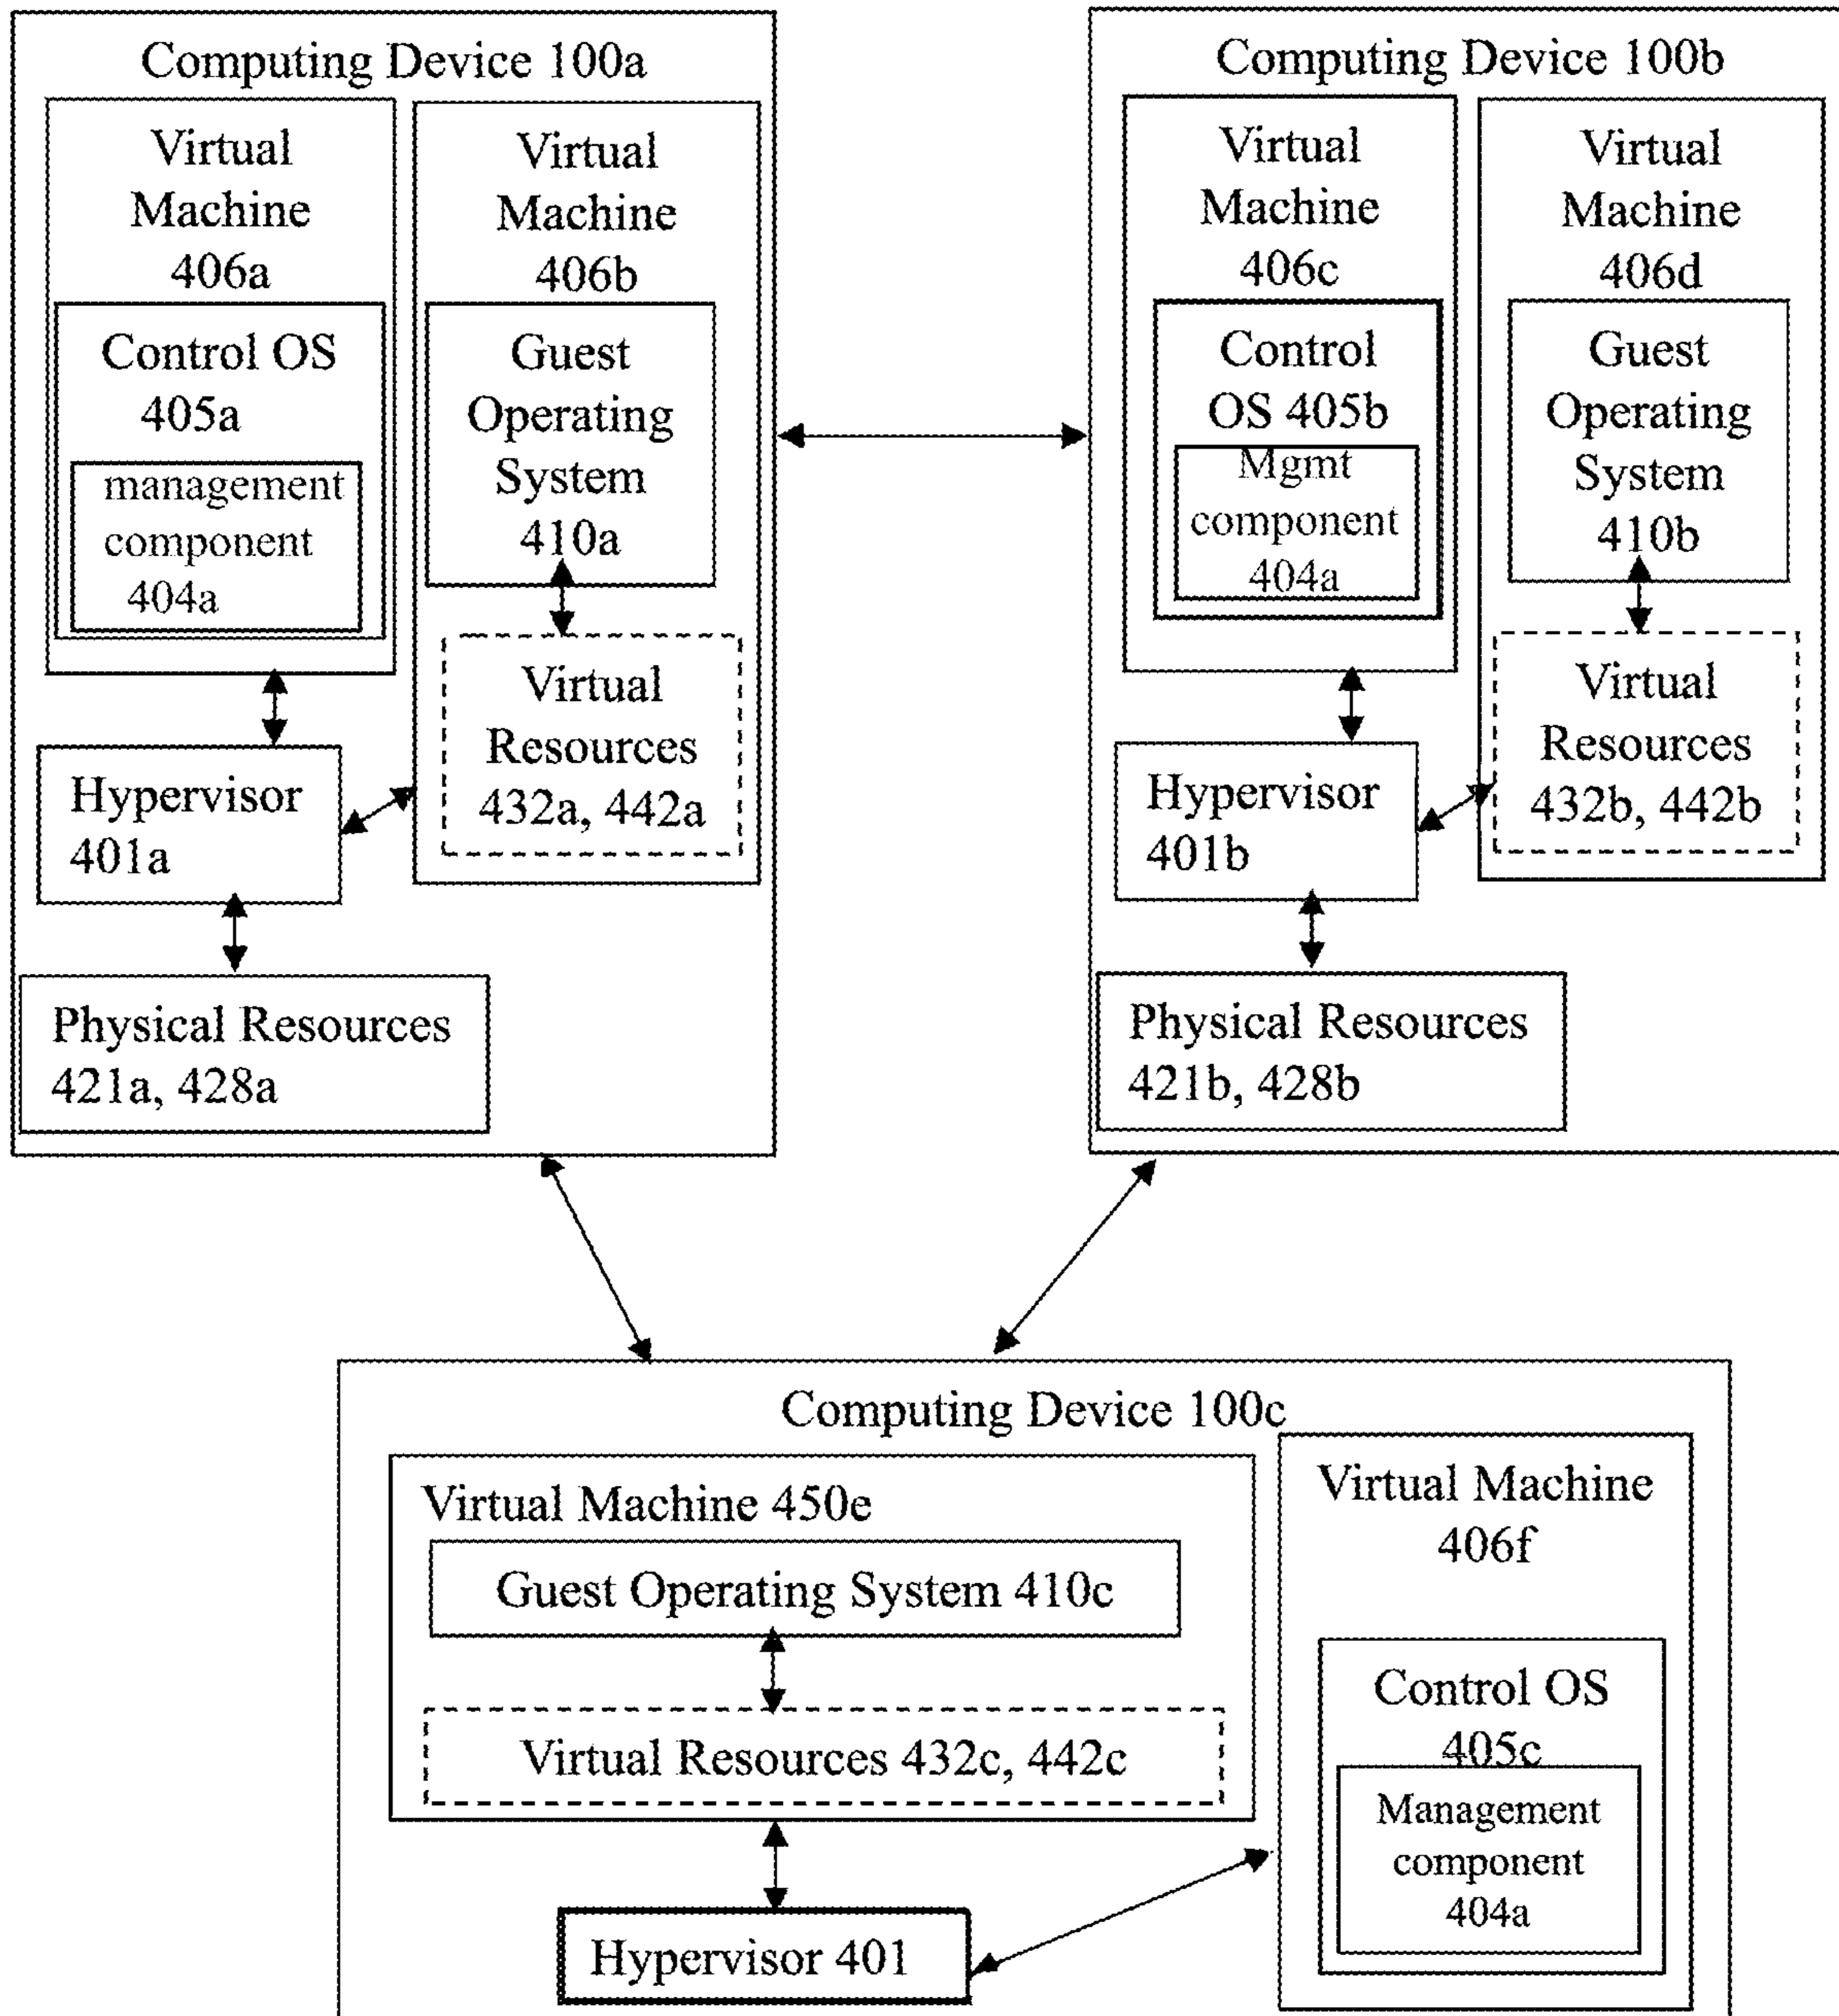 Computing Device 100a
Virtual
Machine
406a
Control OS
405a
management
component
404a
Virtual
Machine
406b
Guest
Operating
System
410a
Virtual
Resources
432a, 442a
Hypervisor
401a
Physical Resources
421a, 428a
Computing Device 100b
Virtual
Machine
406c
Control
OS 405b
Mgmt
component
404a
Virtual
Machine
406d
Guest
Operating
System
410b
Virtual
Resources
432b, 442b
Hypervisor
401b
Physical Resources
421b, 428b
Computing Device 100c
Virtual Machine 450e
Guest Operating System 410c
Virtual Resources 432c, 442c
Hypervisor 401
Virtual Machine
406f
Control OS
405c
Management
component
404a